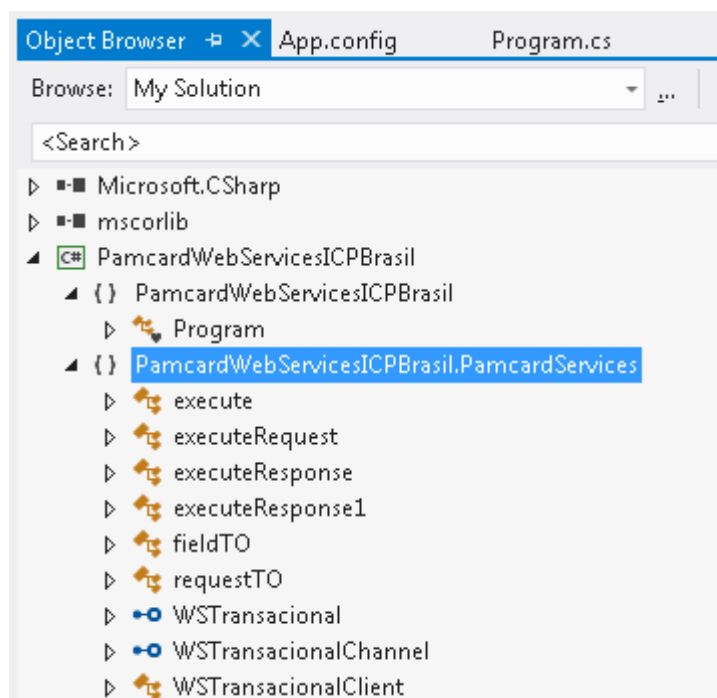 Object Browser App.config Program.cs
Browse: My Solution ...
<Search>
Microsoft.CSharp
mscorlib
C# PamcardWebServicesICPBrasil
{} PamcardWebServicesICPBrasil
Program
{} PamcardWebServicesICPBrasil.PamcardServices
execute
executeRequest
executeResponse
executeResponse1
fieldTO
requestTO
WSTransacional
WSTransacionalChannel
WSTransacionalClient